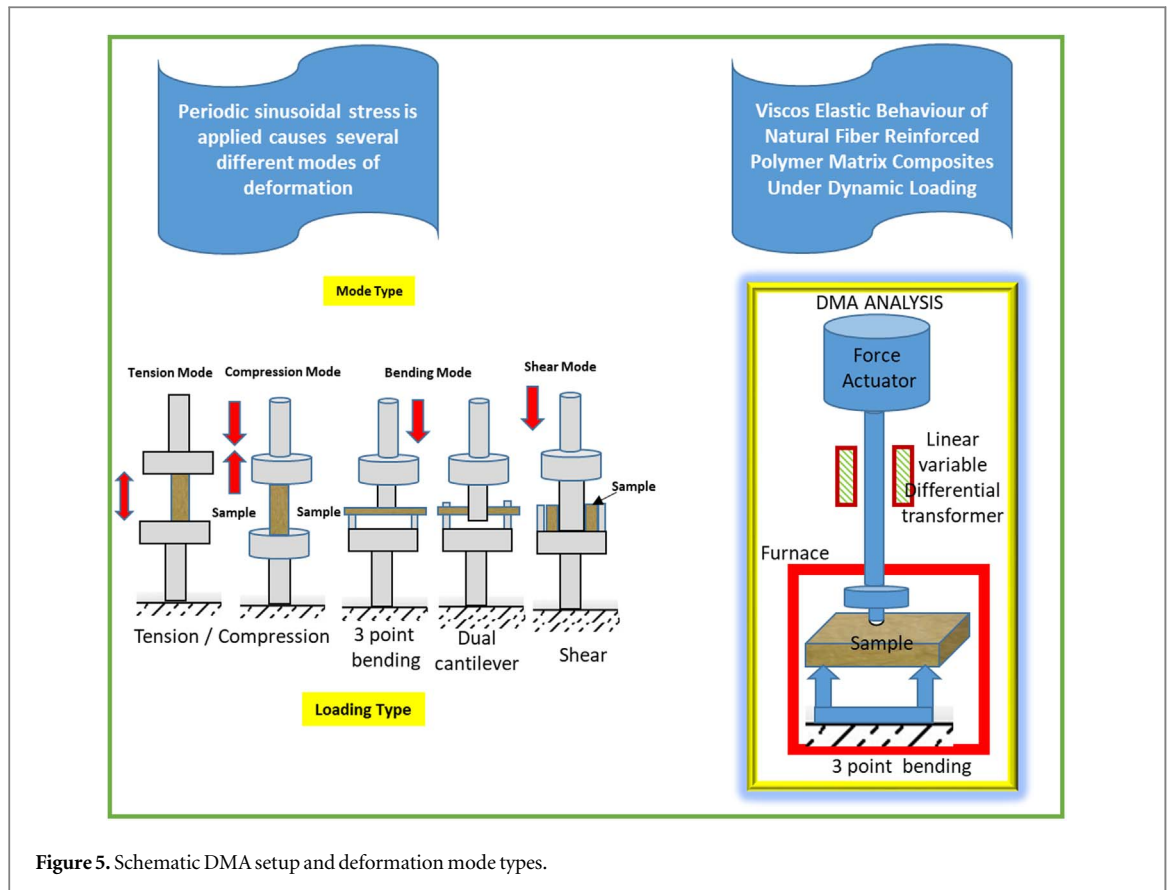 Periodic sinusoidal stress is
applied causes several
different modes of
deformation
Viscos Elastic Behaviour of
Natural Fiber Reinforced
Polymer Matrix Composites
Under Dynamic Loading
Mode Type
Tension Mode
Compression Mode
Bending Mode
Shear Mode
Sample
Sample
Sample
Tension / Compression
3 point
bending
Dual
cantilever
Shear
Loading Type
DMA ANALYSIS
Force
Actuator
Linear
variable
Differential
transformer
Furnace
Sample
3 point bending
Figure 5. Schematic DMA setup and deformation mode types.